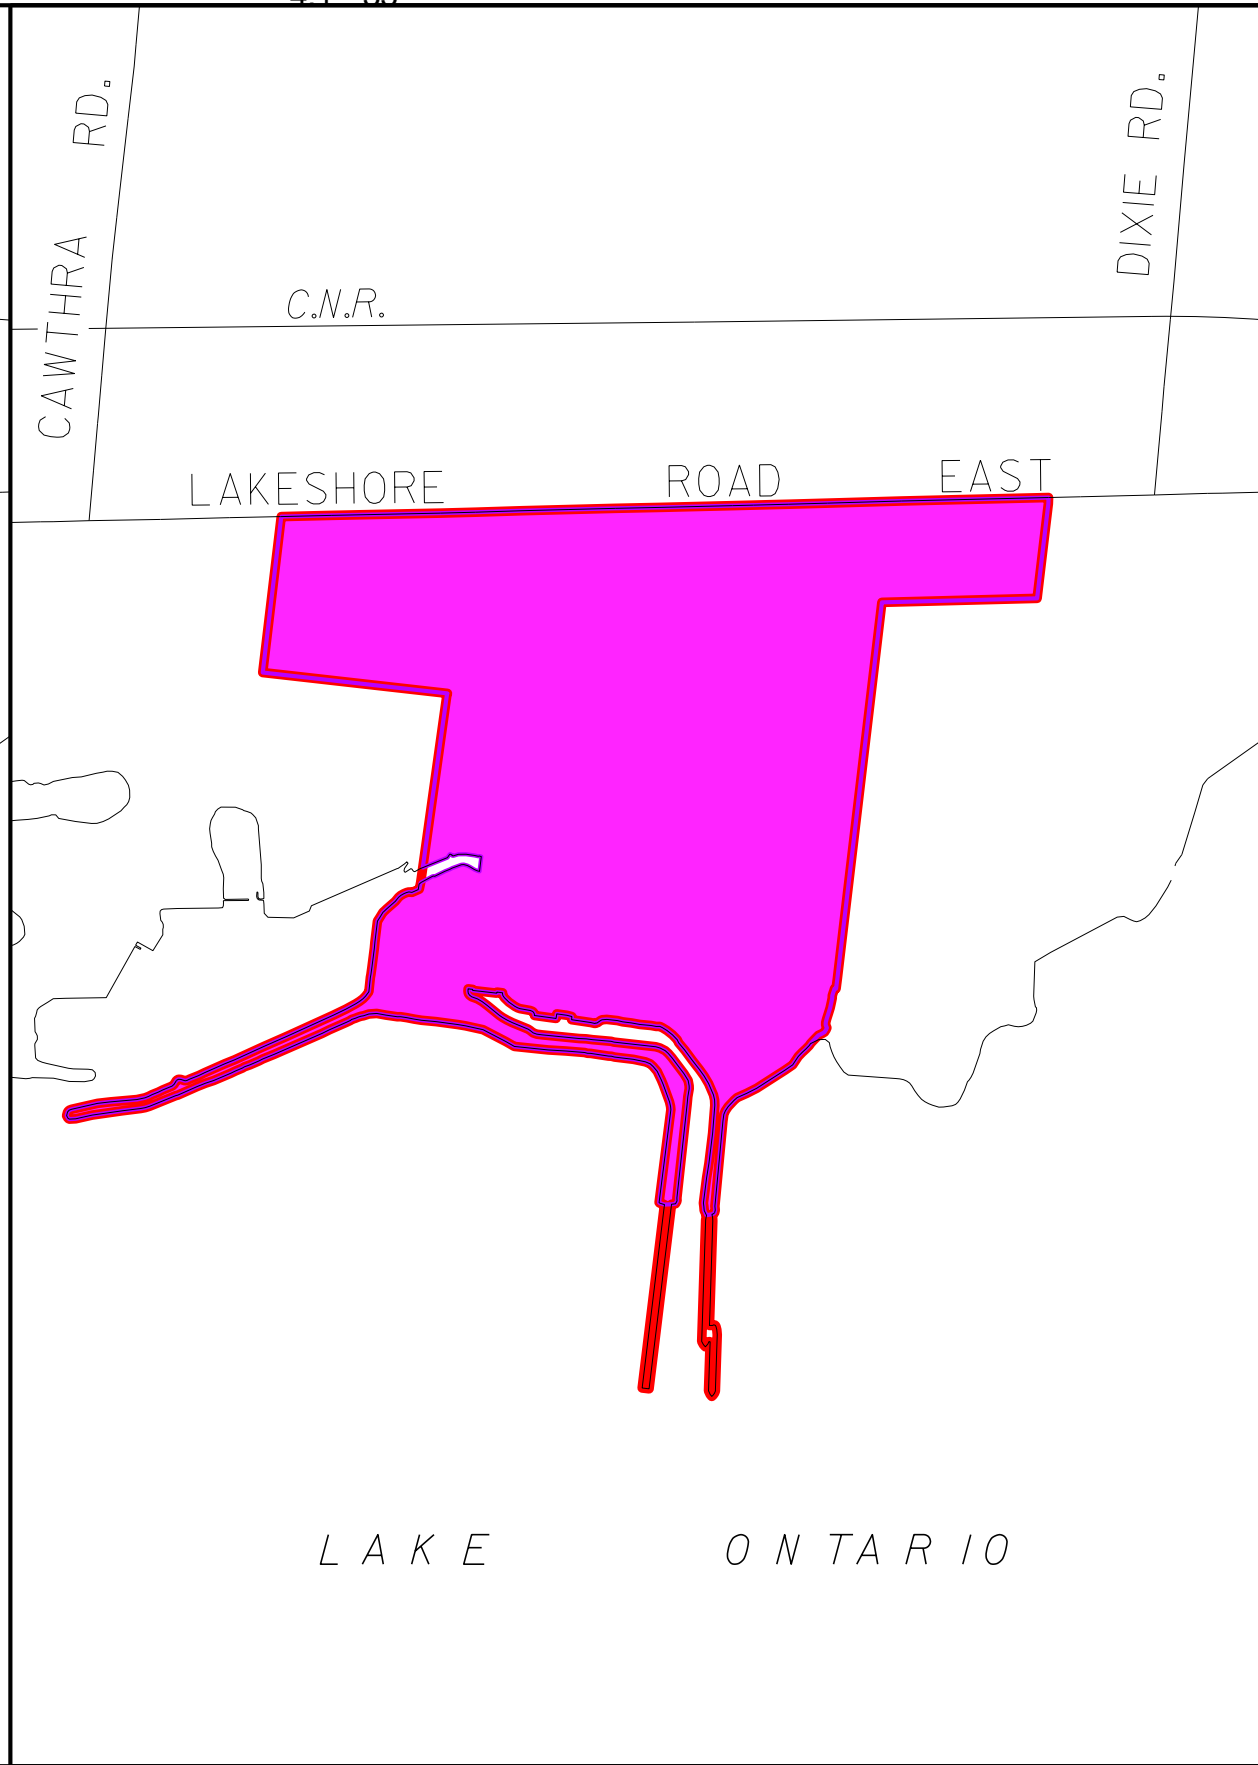 CAWTHRA RD.
DIXIE RD.
C.N.R.
LAKESHORE ROAD EAST
LAKE ONTARIO